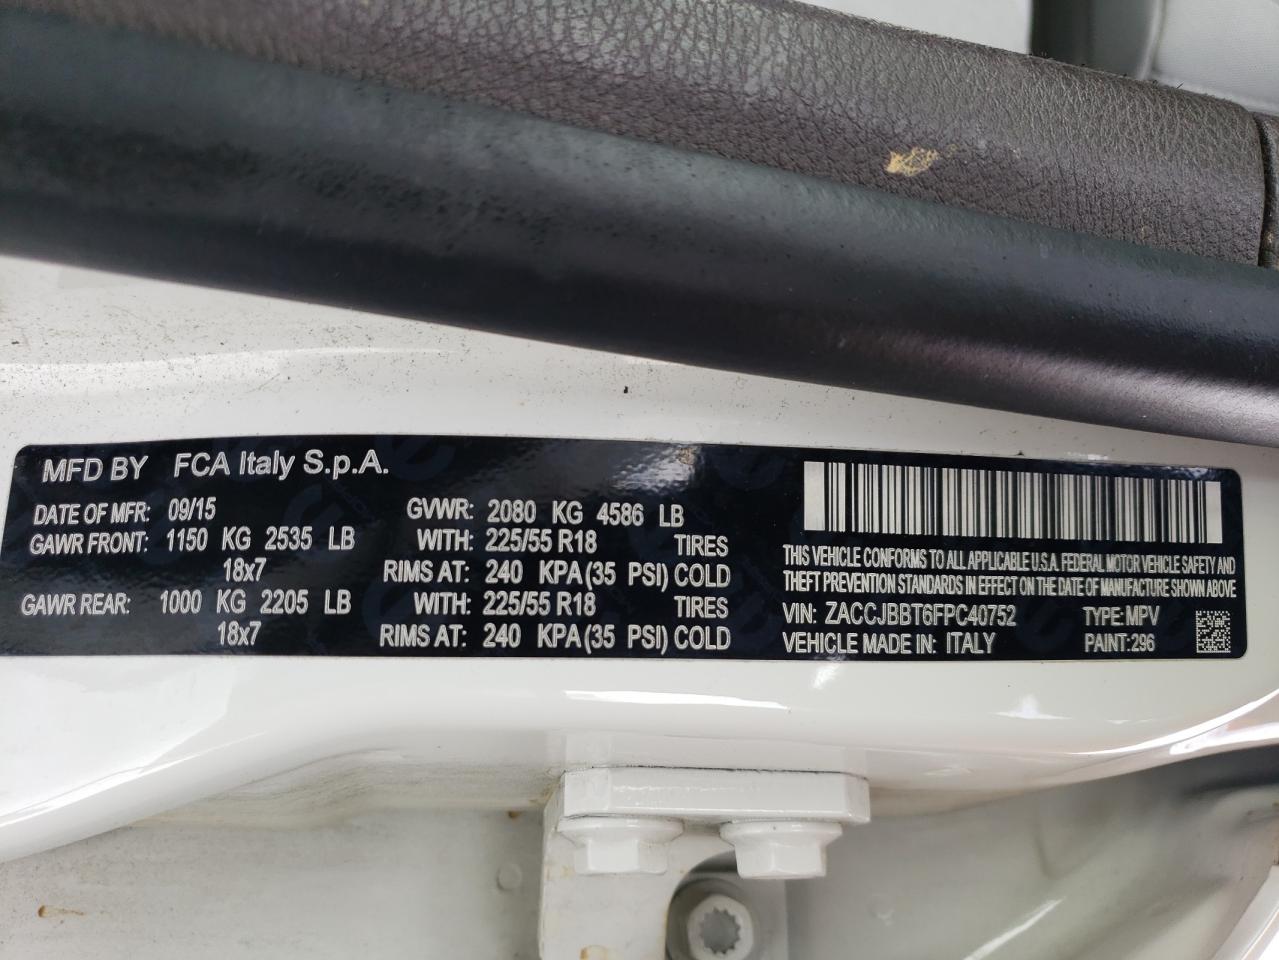 MFD BY FCA Italy S.p.A.
DATE OF MFR: 09/15 GVWR: 2080 KG 4586 LB
GAWR FRONT: 1150 KG 2535 LB WITH: 225/55 R18 TIRES
18x7 RIMS AT: 240 KPA(35 PSI) COLD
GAWR REAR: 1000 KG 2205 LB WITH: 225/55 R18 TIRES
18x7 RIMS AT: 240 KPA(35 PSI) COLD
THIS VEHICLE CONFORMS TO ALL APPLICABLE U.S.A. FEDERAL MOTOR VEHICLE SAFETY AND
THEFT PREVENTION STANDARDS IN EFFECT ON THE DATE OF MANUFACTURE SHOWN ABOVE
VIN: ZACCJBBT6FPC40752 TYPE: MPV
VEHICLE MADE IN: ITALY PAINT:296